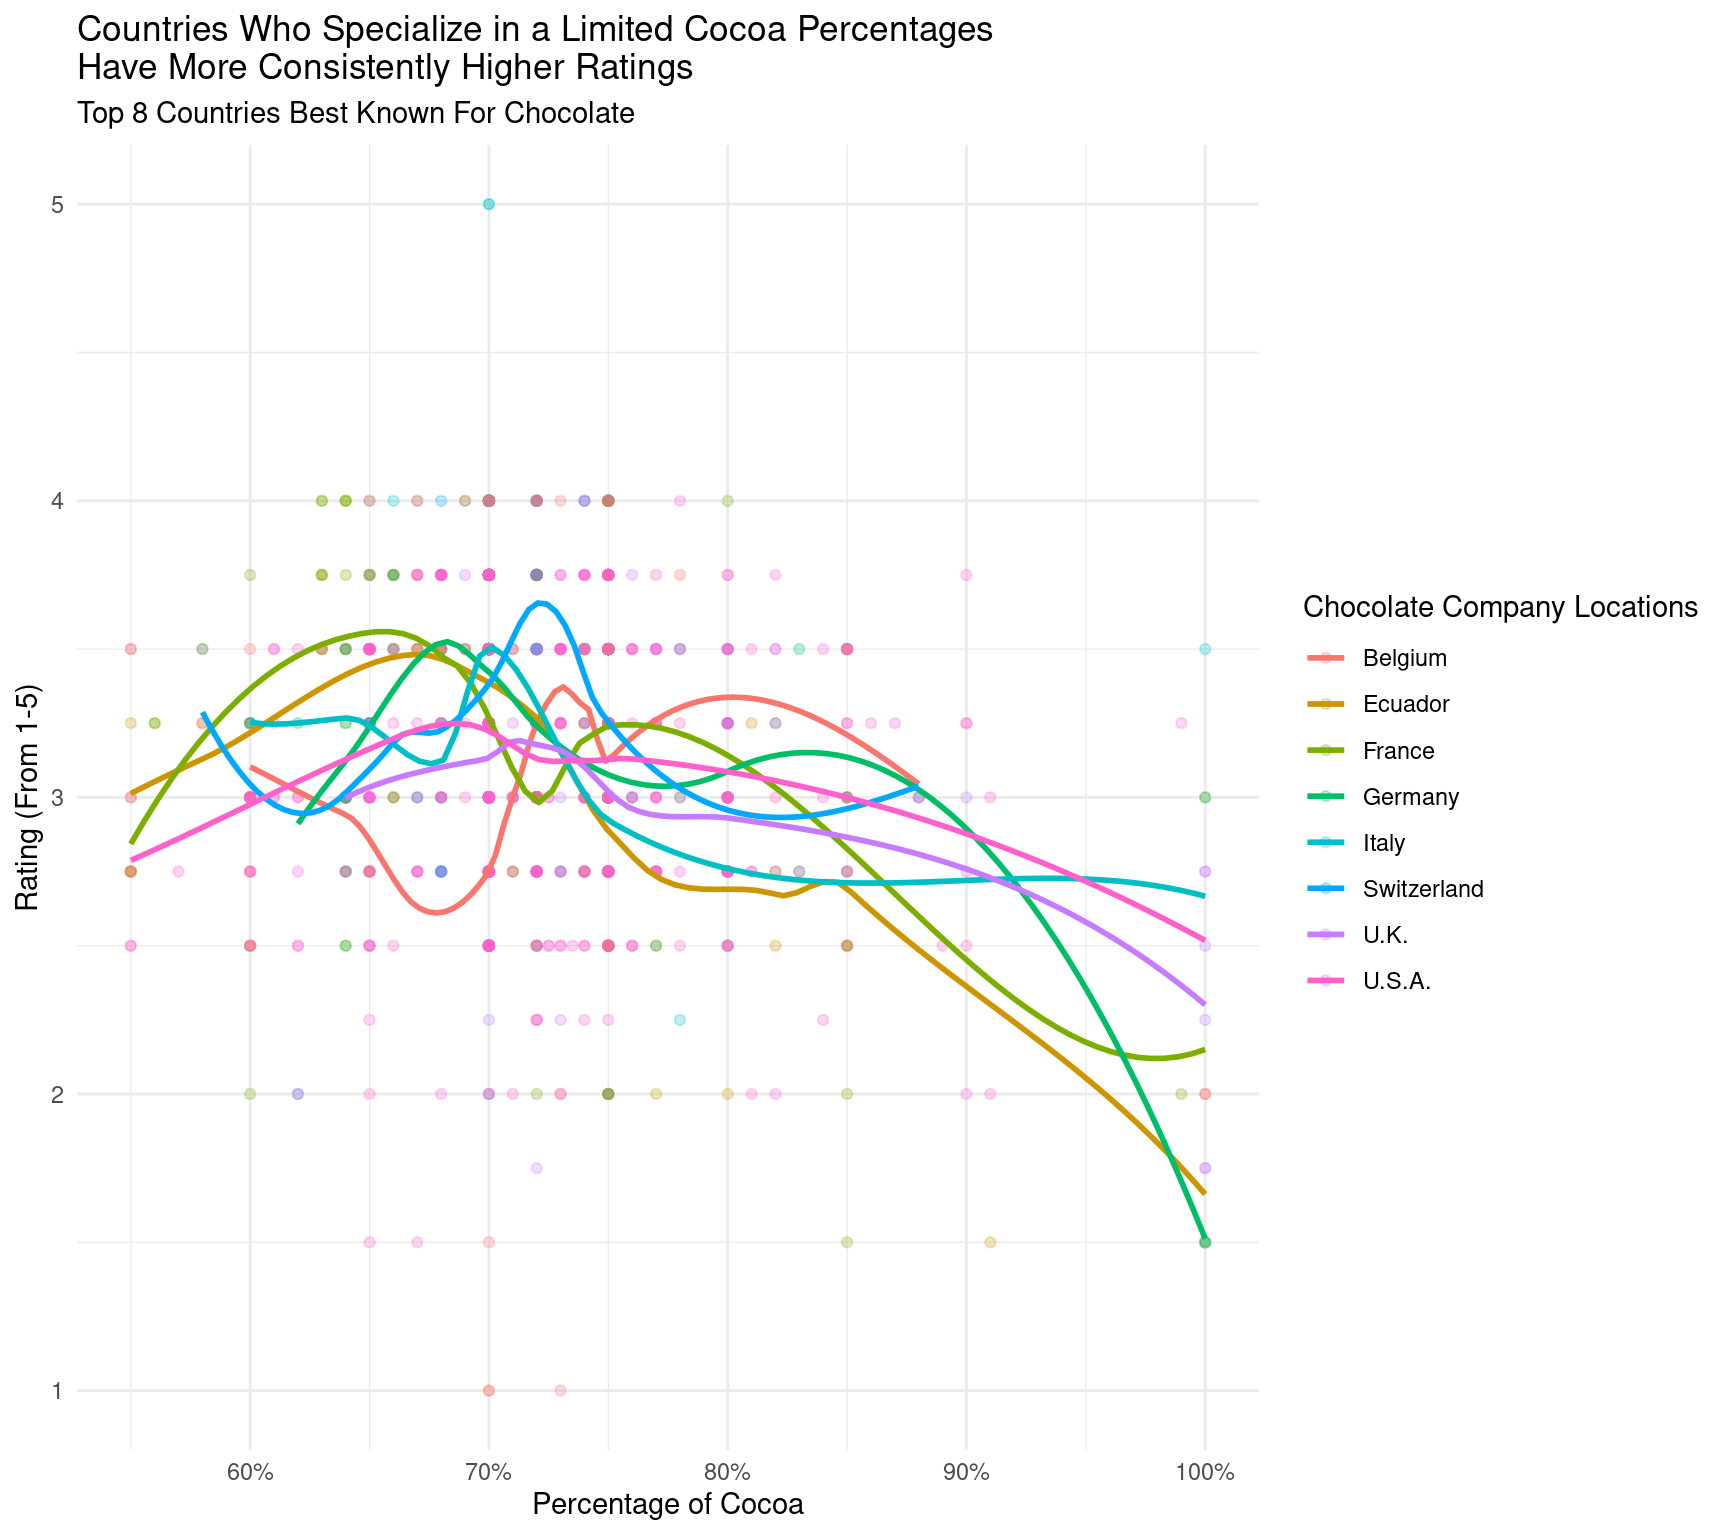 Countries Who Specialize in a Limited Cocoa Percentages
Have More Consistently Higher Ratings
Top 8 Countries Best Known For Chocolate
Rating (From 1-5)
5
4
3
2
1
60%
70%
80%
90%
100%
Percentage of Cocoa
Chocolate Company Locations
Belgium
Ecuador
France
Germany
Italy
Switzerland
U.K.
U.S.A.